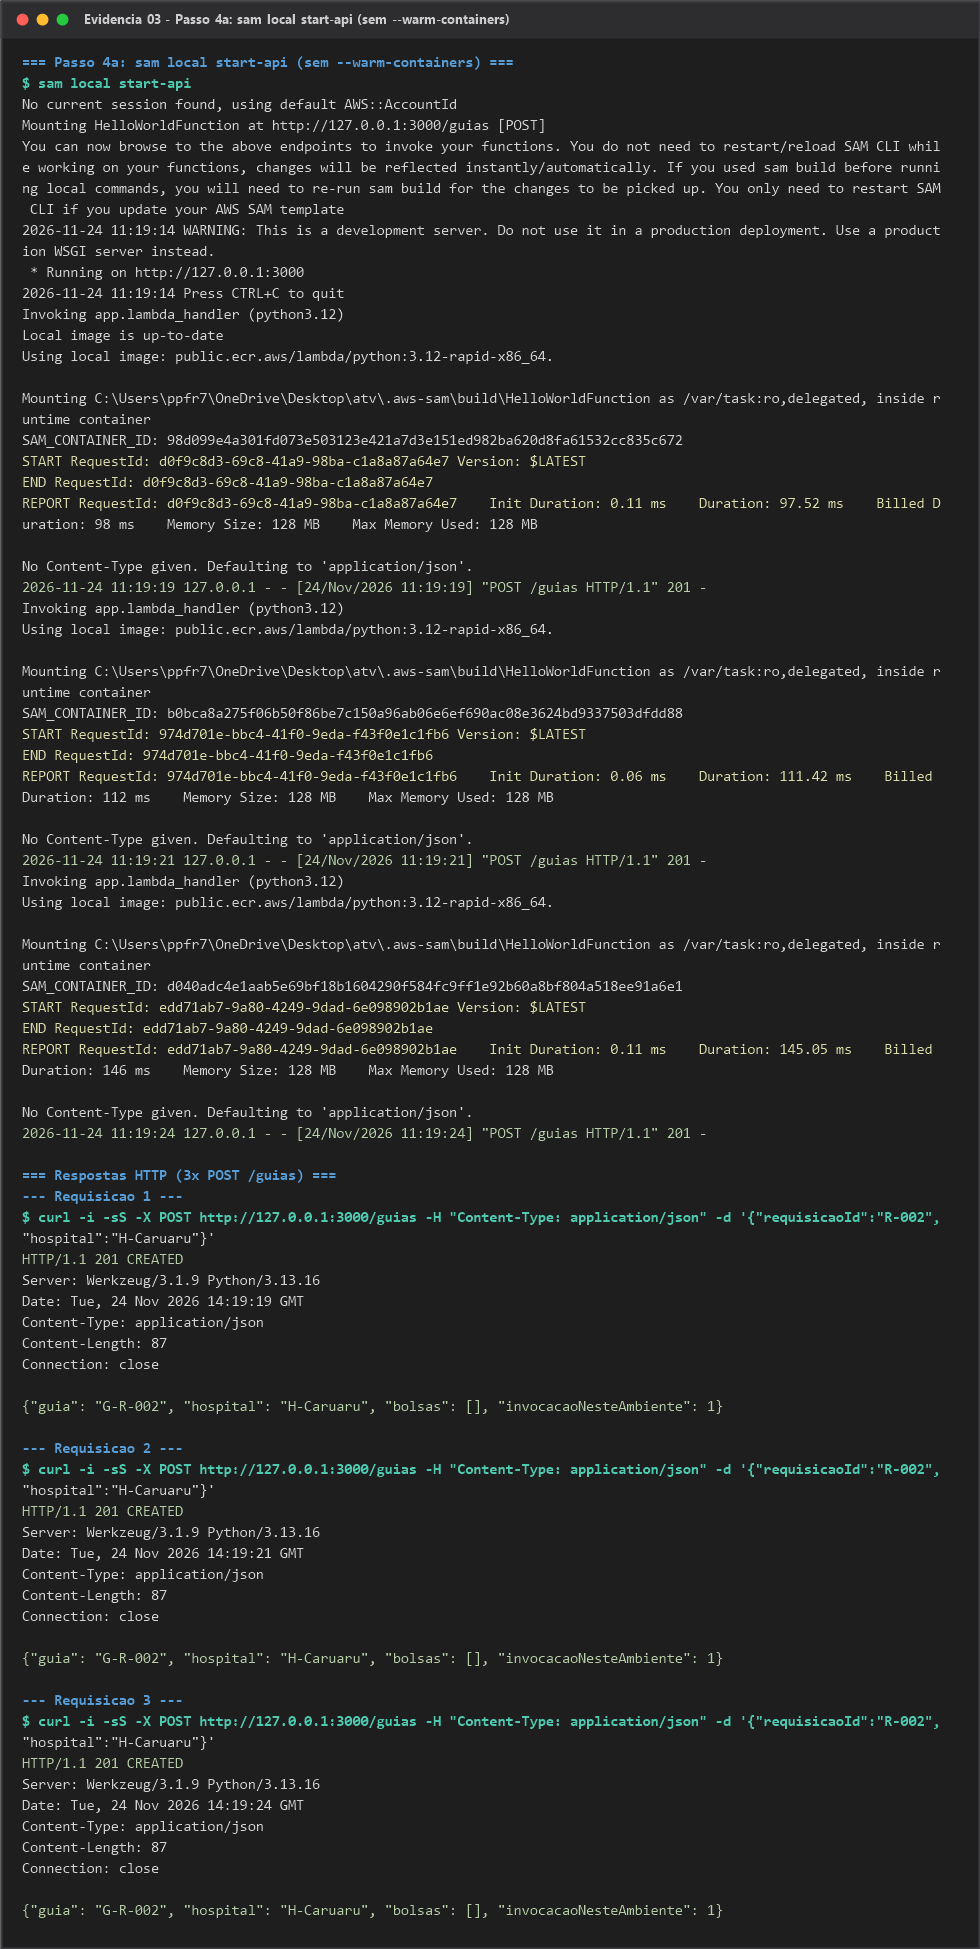 Evidencia 03 - Passo 4a: sam local start-api (sem --warm-containers)
=== Passo 4a: sam local start-api (sem --warm-containers) ===
$ sam local start-api
No current session found, using default AWS::AccountId
Mounting HelloWorldFunction at http://127.0.0.1:3000/guias [POST]
You can now browse to the above endpoints to invoke your functions. You do not need to restart/reload SAM CLI whil
e working on your functions, changes will be reflected instantly/automatically. If you used sam build before runni
ng local commands, you will need to re-run sam build for the changes to be picked up. You only need to restart SAM
 CLI if you update your AWS SAM template
2026-11-24 11:19:14 WARNING: This is a development server. Do not use it in a production deployment. Use a product
ion WSGI server instead.
 * Running on http://127.0.0.1:3000
2026-11-24 11:19:14 Press CTRL+C to quit
Invoking app.lambda_handler (python3.12)
Local image is up-to-date
Using local image: public.ecr.aws/lambda/python:3.12-rapid-x86_64.
Mounting C:\Users\ppfr7\OneDrive\Desktop\atv\.aws-sam\build\HelloWorldFunction as /var/task:ro,delegated, inside r
untime container
SAM_CONTAINER_ID: 98d099e4a301fd073e503123e421a7d3e151ed982ba620d8fa61532cc835c672
START RequestId: d0f9c8d3-69c8-41a9-98ba-c1a8a87a64e7 Version: $LATEST
END RequestId: d0f9c8d3-69c8-41a9-98ba-c1a8a87a64e7
REPORT RequestId: d0f9c8d3-69c8-41a9-98ba-c1a8a87a64e7    Init Duration: 0.11 ms    Duration: 97.52 ms    Billed D
uration: 98 ms    Memory Size: 128 MB    Max Memory Used: 128 MB
No Content-Type given. Defaulting to 'application/json'.
2026-11-24 11:19:19 127.0.0.1 - - [24/Nov/2026 11:19:19] "POST /guias HTTP/1.1" 201 -
Invoking app.lambda_handler (python3.12)
Using local image: public.ecr.aws/lambda/python:3.12-rapid-x86_64.
Mounting C:\Users\ppfr7\OneDrive\Desktop\atv\.aws-sam\build\HelloWorldFunction as /var/task:ro,delegated, inside r
untime container
SAM_CONTAINER_ID: b0bca8a275f06b50f86be7c150a96ab06e6ef690ac08e3624bd9337503dfdd88
START RequestId: 974d701e-bbc4-41f0-9eda-f43f0e1c1fb6 Version: $LATEST
END RequestId: 974d701e-bbc4-41f0-9eda-f43f0e1c1fb6
REPORT RequestId: 974d701e-bbc4-41f0-9eda-f43f0e1c1fb6    Init Duration: 0.06 ms    Duration: 111.42 ms    Billed
Duration: 112 ms    Memory Size: 128 MB    Max Memory Used: 128 MB
No Content-Type given. Defaulting to 'application/json'.
2026-11-24 11:19:21 127.0.0.1 - - [24/Nov/2026 11:19:21] "POST /guias HTTP/1.1" 201 -
Invoking app.lambda_handler (python3.12)
Using local image: public.ecr.aws/lambda/python:3.12-rapid-x86_64.
Mounting C:\Users\ppfr7\OneDrive\Desktop\atv\.aws-sam\build\HelloWorldFunction as /var/task:ro,delegated, inside r
untime container
SAM_CONTAINER_ID: d040adc4e1aab5e69bf18b1604290f584fc9ff1e92b60a8bf804a518ee91a6e1
START RequestId: edd71ab7-9a80-4249-9dad-6e098902b1ae Version: $LATEST
END RequestId: edd71ab7-9a80-4249-9dad-6e098902b1ae
REPORT RequestId: edd71ab7-9a80-4249-9dad-6e098902b1ae    Init Duration: 0.11 ms    Duration: 145.05 ms    Billed
Duration: 146 ms    Memory Size: 128 MB    Max Memory Used: 128 MB
No Content-Type given. Defaulting to 'application/json'.
2026-11-24 11:19:24 127.0.0.1 - - [24/Nov/2026 11:19:24] "POST /guias HTTP/1.1" 201 -
=== Respostas HTTP (3x POST /guias) ===
--- Requisicao 1 ---
$ curl -i -sS -X POST http://127.0.0.1:3000/guias -H "Content-Type: application/json" -d '{"requisicaoId":"R-002",
"hospital":"H-Caruaru"}'
HTTP/1.1 201 CREATED
Server: Werkzeug/3.1.9 Python/3.13.16
Date: Tue, 24 Nov 2026 14:19:19 GMT
Content-Type: application/json
Content-Length: 87
Connection: close
{"guia": "G-R-002", "hospital": "H-Caruaru", "bolsas": [], "invocacaoNesteAmbiente": 1}
--- Requisicao 2 ---
$ curl -i -sS -X POST http://127.0.0.1:3000/guias -H "Content-Type: application/json" -d '{"requisicaoId":"R-002",
"hospital":"H-Caruaru"}'
HTTP/1.1 201 CREATED
Server: Werkzeug/3.1.9 Python/3.13.16
Date: Tue, 24 Nov 2026 14:19:21 GMT
Content-Type: application/json
Content-Length: 87
Connection: close
{"guia": "G-R-002", "hospital": "H-Caruaru", "bolsas": [], "invocacaoNesteAmbiente": 1}
--- Requisicao 3 ---
$ curl -i -sS -X POST http://127.0.0.1:3000/guias -H "Content-Type: application/json" -d '{"requisicaoId":"R-002",
"hospital":"H-Caruaru"}'
HTTP/1.1 201 CREATED
Server: Werkzeug/3.1.9 Python/3.13.16
Date: Tue, 24 Nov 2026 14:19:24 GMT
Content-Type: application/json
Content-Length: 87
Connection: close
{"guia": "G-R-002", "hospital": "H-Caruaru", "bolsas": [], "invocacaoNesteAmbiente": 1}